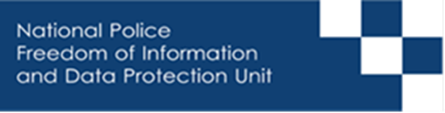 National Police
Freedom of Information
and Data Protection Unit